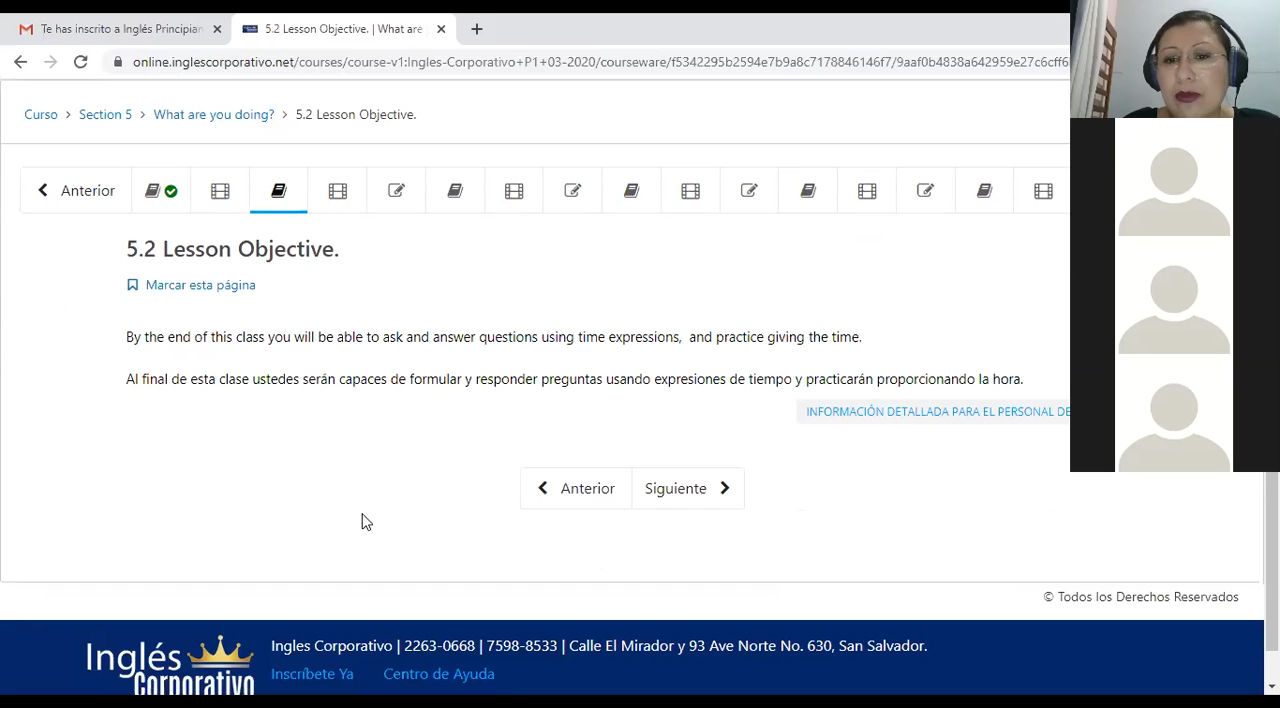 Te has inscrito a Inglés Principian
5.2 Lesson Objective. | What are
online.inglescorporativo.net/courses/course-v1:Ingles-Corporativo+P1+03-2020/courseware/f5342295b2594e7b9a8c7178846146f7/9aaf0b4838a642959e27c6cff6
Curso > Section 5 > What are you doing? > 5.2 Lesson Objective.
Anterior
5.2 Lesson Objective.
Marcar esta página
By the end of this class you will be able to ask and answer questions using time expressions, and practice giving the time.
Al final de esta clase ustedes serán capaces de formular y responder preguntas usando expresiones de tiempo y practicarán proporcionando la hora.
INFORMACIÓN DETALLADA PARA EL PERSONAL DE
Anterior
Siguiente
© Todos los Derechos Reservados
Inglés Corporativo
Ingles Corporativo | 2263-0668 | 7598-8533 | Calle El Mirador y 93 Ave Norte No. 630, San Salvador.
Inscríbete Ya
Centro de Ayuda